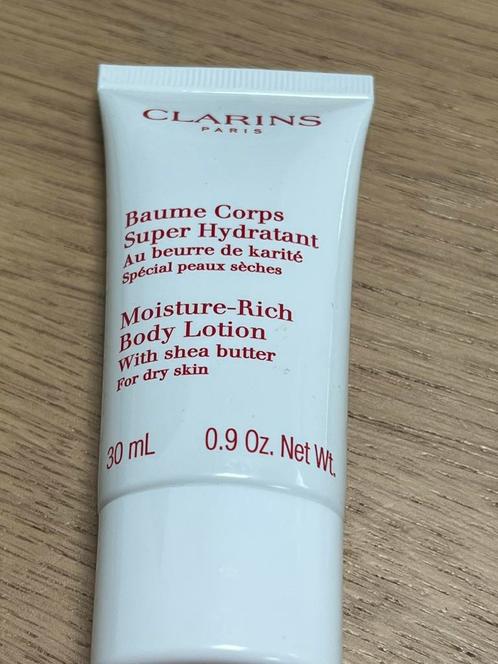 CLARINS
PARIS
Baume Corps
Super Hydratant
Au beurre de karité
Spécial peaux sèches
Moisture-Rich
Body Lotion
With shea butter
For dry skin
30 mL 0.9 Oz. Net Wt.